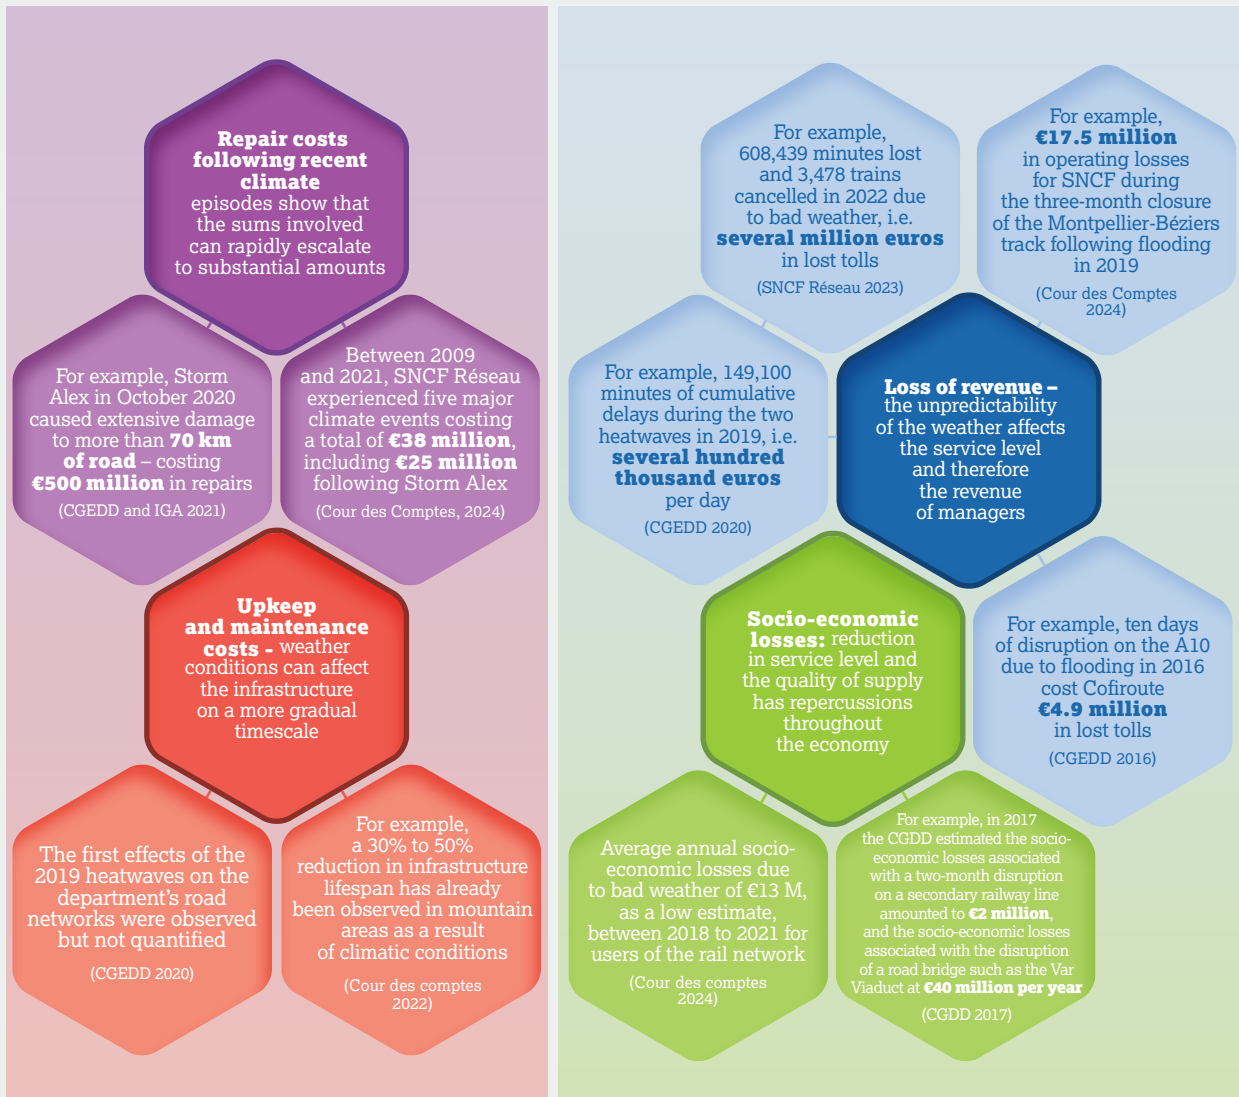 Repair costs
following recent
climate
episodes show that
the sums involved
can rapidly escalate
to substantial amounts
For example, Storm
Alex in October 2020
caused extensive damage
to more than 70 km
of road – costing
€500 million in repairs
(CGEDD and IGA 2021)
Between 2009
and 2021, SNCF Réseau
experienced five major
climate events costing
a total of €38 million,
including €25 million
following Storm Alex
(Cour des Comptes, 2024)
Upkeep
and maintenance
costs - weather
conditions can affect
the infrastructure
on a more gradual
timescale
The first effects of the
2019 heatwaves on the
department’s road
networks were observed
but not quantified
(CGEDD 2020)
For example,
a 30% to 50%
reduction in infrastructure
lifespan has already
been observed in mountain
areas as a result
of climatic conditions
(Cour des comptes
2022)
For example,
608,439 minutes lost
and 3,478 trains
cancelled in 2022 due
to bad weather, i.e.
several million euros
in lost tolls
(SNCF Réseau 2023)
For example,
€17.5 million
in operating losses
for SNCF during
the three-month closure
of the Montpellier-Béziers
track following flooding
in 2019
(Cour des Comptes
2024)
For example, 149,100
minutes of cumulative
delays during the two
heatwaves in 2019, i.e.
several hundred
thousand euros
per day
(CGEDD 2020)
Loss of revenue –
the unpredictability
of the weather affects
the service level
and therefore
the revenue
of managers
For example, ten days
of disruption on the A10
due to flooding in 2016
cost Cofiroute
€4.9 million
in lost tolls
(CGEDD 2016)
Socio-economic
losses: reduction
in service level and
the quality of supply
has repercussions
throughout
the economy
Average annual socio-
economic losses due
to bad weather of €13 M,
as a low estimate,
between 2018 to 2021 for
users of the rail network
(Cour des comptes
2024)
For example, in 2017
the CGDD estimated the socio-
economic losses associated
with a two-month disruption
on a secondary railway line
amounted to €2 million,
and the socio-economic losses
associated with the disruption
of a road bridge such as the Var
Viaduct at €40 million per year
(CGDD 2017)